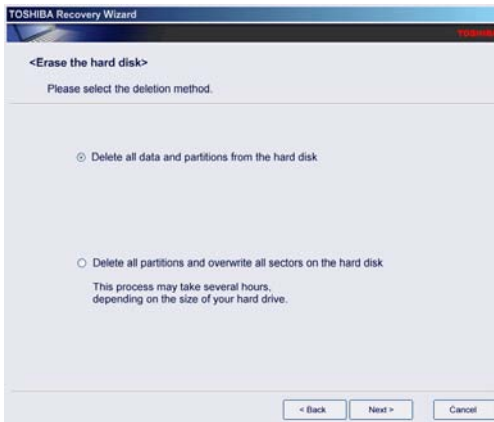 TOSHIBA Recovery Wizard
TOSHIBA
<Erase the hard disk>
Please select the deletion method.
Delete all data and partitions from the hard disk
Delete all partitions and overwrite all sectors on the hard disk
This process may take several hours,
depending on the size of your hard drive.
< Back Next > Cancel